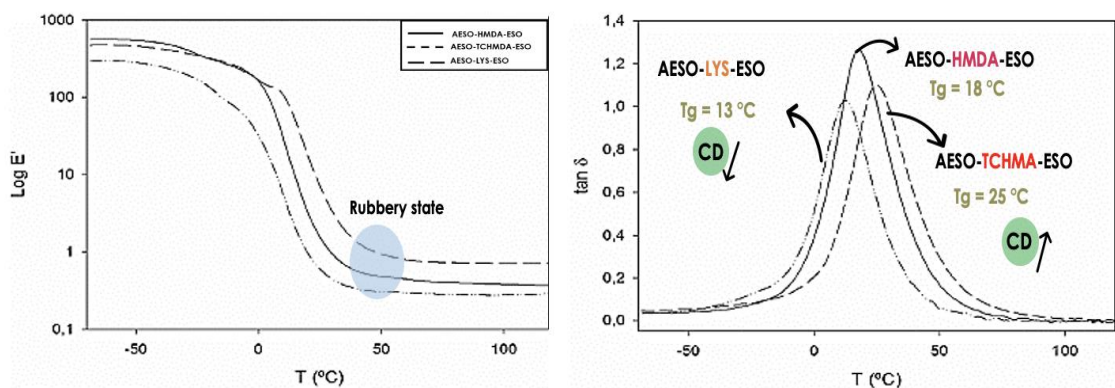 1000
100
10
1
0,1
Log E'
-50
0
50
100
T (ºC)
AESO-HMDA-ESO
AESO-TCHMDA-ESO
AESO-LYS-ESO
Rubbery state
1,4
1,2
1,0
0,8
0,6
0,4
0,2
0,0
tan δ
-50
0
50
100
T (ºC)
AESO-LYS-ESO
Tg = 13 ºC
CD
AESO-HMDA-ESO
Tg = 18 ºC
AESO-TCHMA-ESO
Tg = 25 ºC
CD